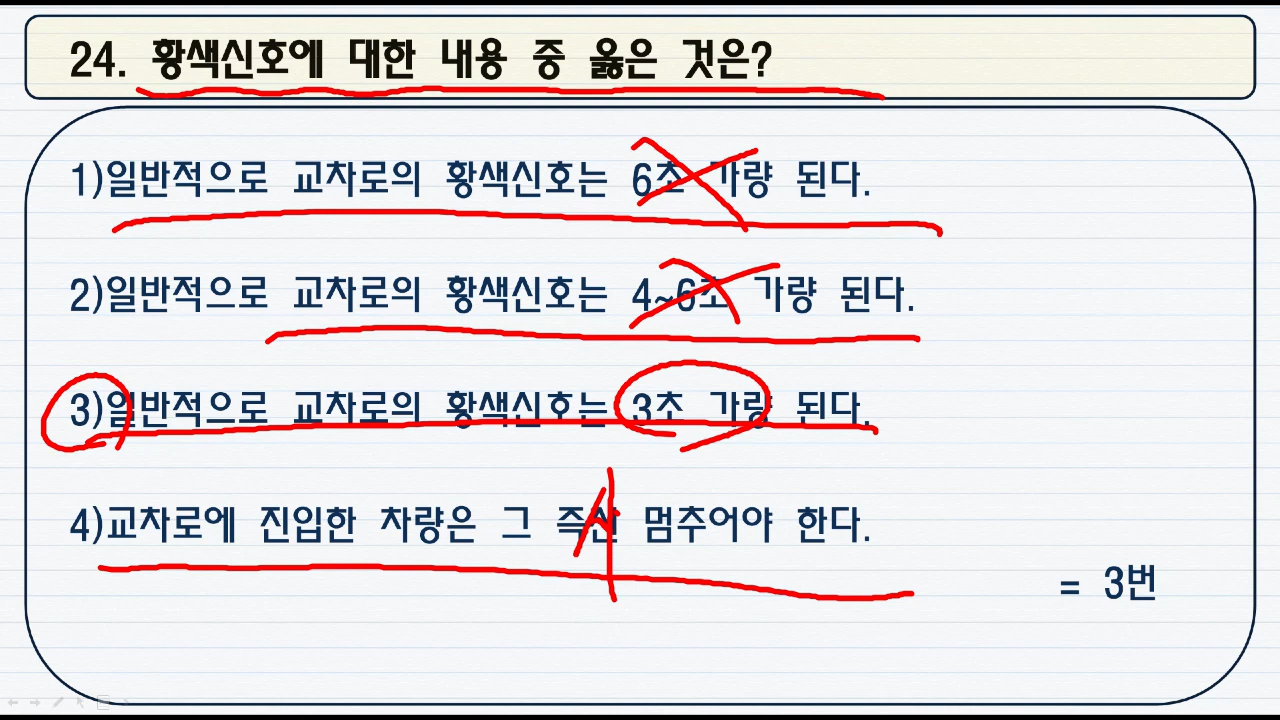 24. 황색신호에 대한 내용 중 옳은 것은?
1)일반적으로 교차로의 황색신호는 6초 가량 된다.
2)일반적으로 교차로의 황색신호는 4~6초 가량 된다.
3)일반적으로 교차로의 황색신호는 3초 가량 된다.
4)교차로에 진입한 차량은 그 즉산 멈추어야 한다.
= 3번